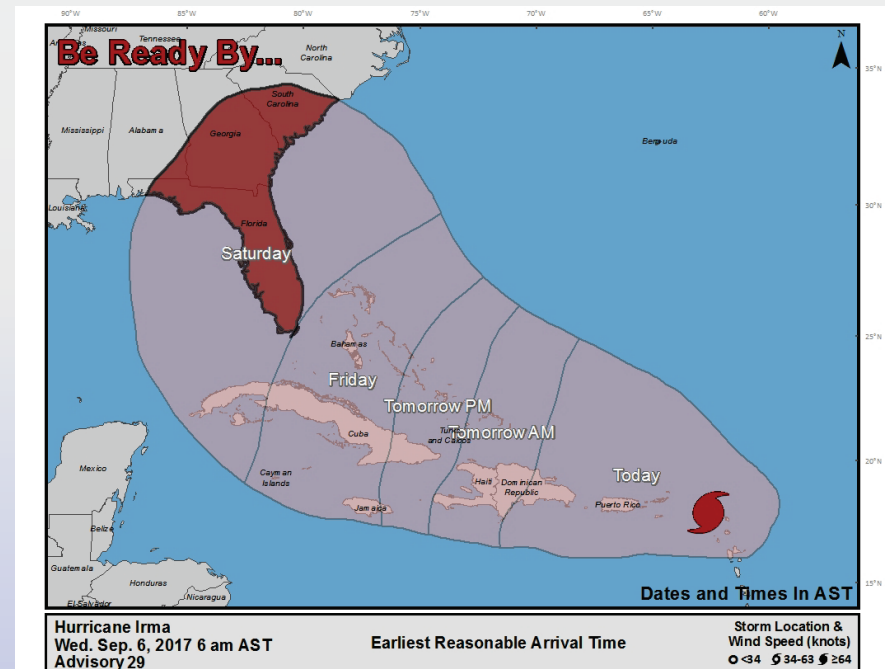 90°W 85°W 80°W 75°W 70°W 65°W 60°W
Missouri
Tennessee
Be Ready By...
North
Carolina
N
35°N
South
Carolina
Mississippi
Alabama
Georgia
Bermuda
30°N
Louisiana
Florida
Saturday
Bahamas
25°N
Friday
Tomorrow PM
Turks
and Caicos
Tomorrow AM
Cuba
Mexico
Cayman
Islands
Haiti
Dominican
Republic
Today
20°N
Jamaica
Puerto Rico
Belize
Guatemala
Honduras
15°N
El Salvador
Nicaragua
Dates and Times In AST
Hurricane Irma
Wed. Sep. 6, 2017 6 am AST
Advisory 29
Earliest Reasonable Arrival Time
Storm Location &
Wind Speed (knots)
<34 34-63 ≥64